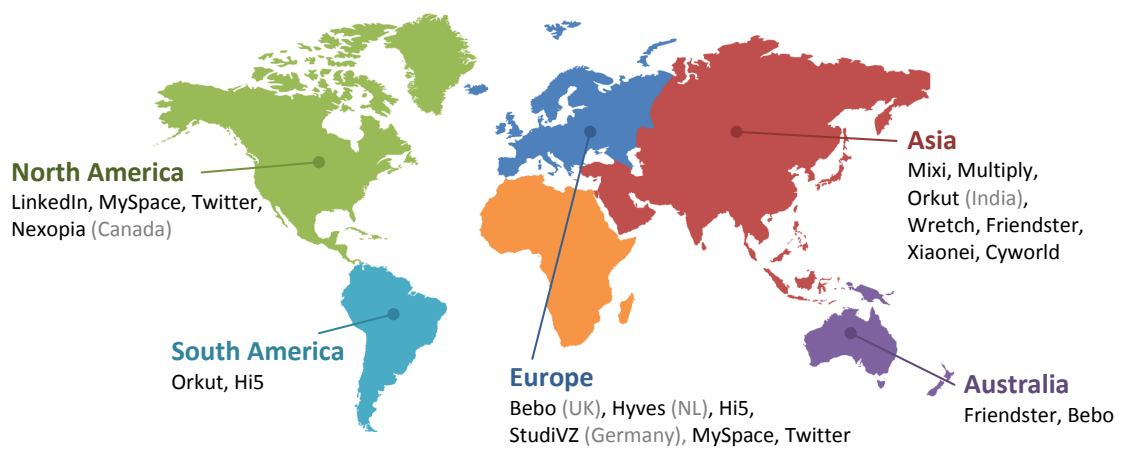 North America
LinkedIn, MySpace, Twitter,
Nexopia (Canada)
South America
Orkut, Hi5
Europe
Bebo (UK), Hyves (NL), Hi5,
StudiVZ (Germany), MySpace, Twitter
Asia
Mixi, Multiply,
Orkut (India),
Wretch, Friendster,
Xiaonei, Cyworld
Australia
Friendster, Bebo